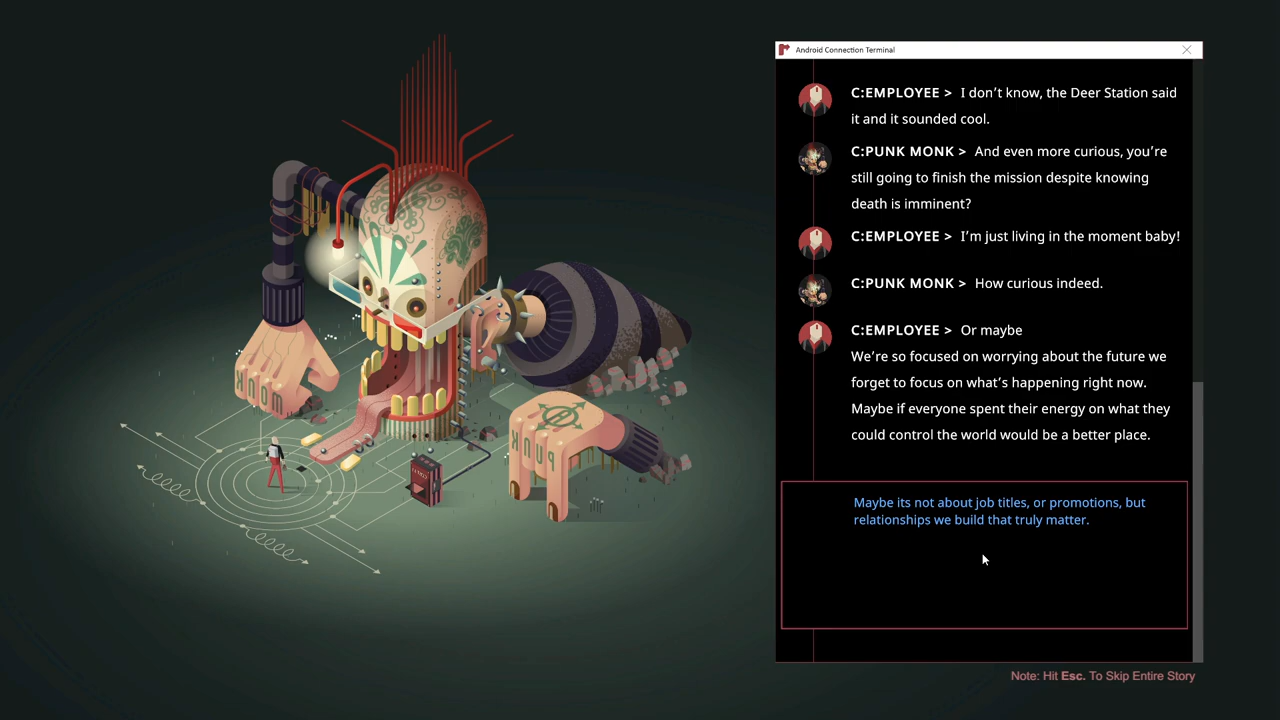 Android Connection Terminal
C:EMPLOYEE > I don't know, the Deer Station said
it and it sounded cool.
C:PUNK MONK > And even more curious, you're
still going to finish the mission despite knowing
death is imminent?
C:EMPLOYEE > I'm just living in the moment baby!
C:PUNK MONK > How curious indeed.
C:EMPLOYEE > Or maybe
We're so focused on worrying about the future we
forget to focus on what's happening right now.
Maybe if everyone spent their energy on what they
could control the world would be a better place.
Maybe its not about job titles, or promotions, but
relationships we build that truly matter.
Note: Hit Esc. To Skip Entire Story
MONK
PUNK